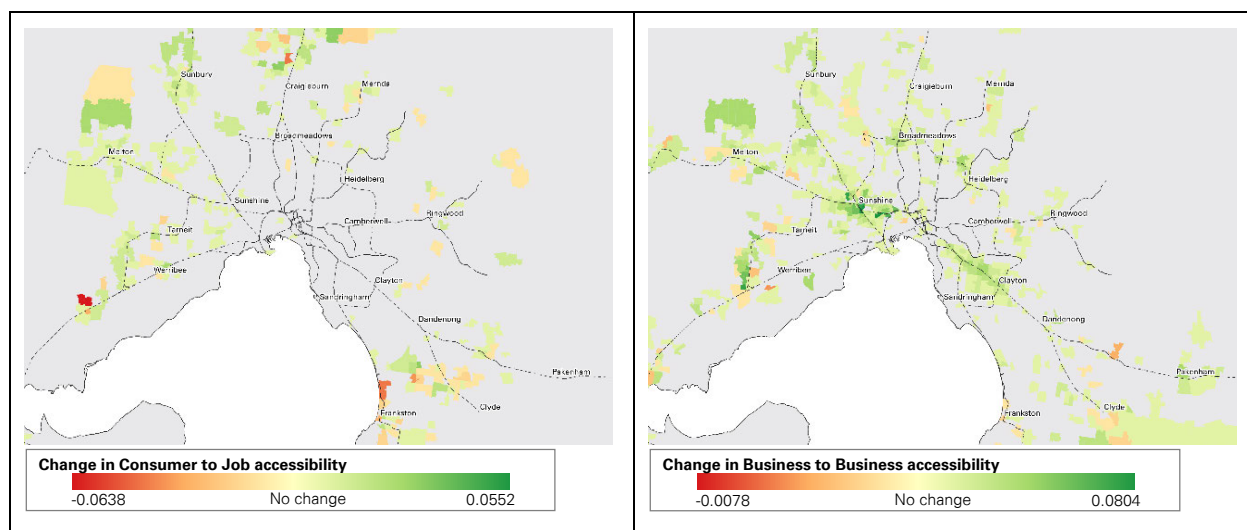 Sunbury
Craigieburn
Mernda
Broadmeadows
Melton
Heidelberg
Sunshine
Camberwell
Ringwood
Tarneit
Werribee
Clayton
Sandringham
Dandenong
Pakenham
Clyde
Frankston
Change in Consumer to Job accessibility
-0.0638 No change 0.0552
Sunbury
Craigieburn
Mernda
Broadmeadows
Melton
Heidelberg
Sunshine
Camberwell
Ringwood
Tarneit
Werribee
Clayton
Sandringham
Dandenong
Pakenham
Clyde
Frankston
Change in Business to Business accessibility
-0.0078 No change 0.0804